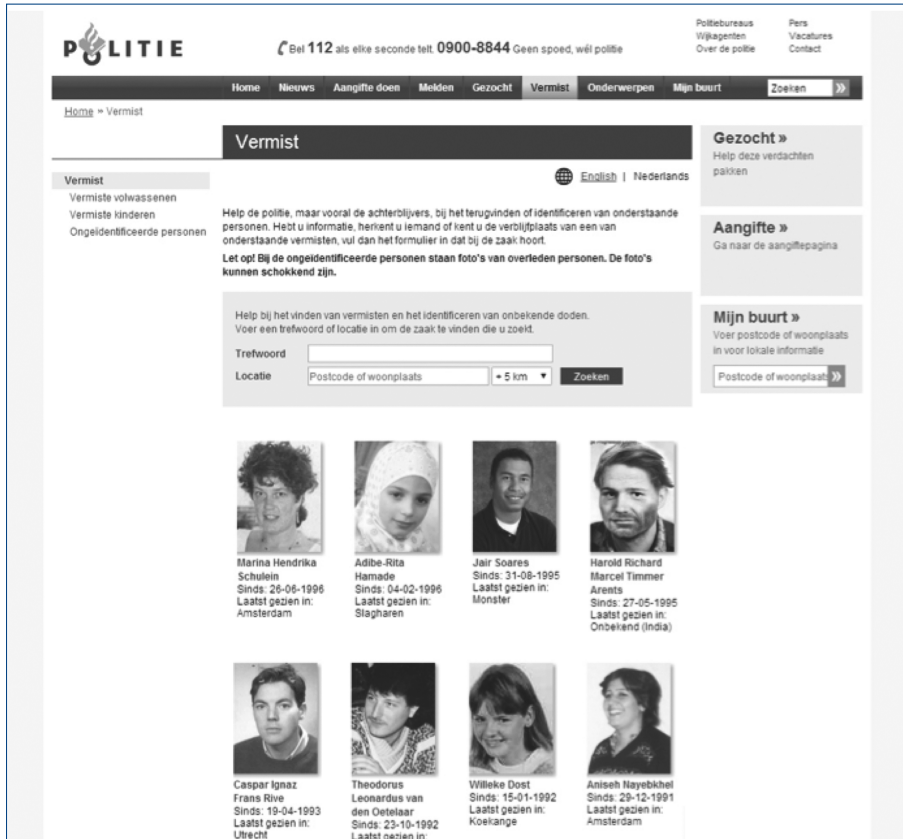 POLITIE
Bel 112 als elke seconde telt. 0900-8844 Geen spoed, wél politie
Politiebureaus
Wijkagenten
Over de politie
Pers
Vacatures
Contact
Home Nieuws Aangifte doen Melden Gezocht Vermist Onderwerpen Mijn buurt
Zoeken »
Home » Vermist
Vermist
Vermiste volwassenen
Vermiste kinderen
Ongeïdentificeerde personen
Vermist
English | Nederlands
Help de politie, maar vooral de achterblijvers, bij het terugvinden of identificeren van onderstaande
personen. Hebt u informatie, herkent u iemand of kent u de verblijfplaats van een van
onderstaande vermisten, vul dan het formulier in dat bij de zaak hoort.
Let op! Bij de ongeïdentificeerde personen staan foto's van overleden personen. De foto's
kunnen schokkend zijn.
Help bij het vinden van vermisten en het identificeren van onbekende doden.
Voer een trefwoord of locatie in om de zaak te vinden die u zoekt.
Trefwoord
Locatie Postcode of woonplaats + 5 km ▼ Zoeken
Gezocht »
Help deze verdachten
pakken
Aangifte »
Ga naar de aangiftepagina
Mijn buurt »
Voer postcode of woonplaats
in voor lokale informatie
Postcode of woonplaats »
Marina Hendrika
Schulein
Sinds: 26-06-1996
Laatst gezien in:
Amsterdam
Adibe-Rita
Hamade
Sinds: 04-02-1996
Laatst gezien in:
Slagharen
Jair Soares
Sinds: 31-08-1995
Laatst gezien in:
Monster
Harold Richard
Marcel Timmer
Arents
Sinds: 27-05-1995
Laatst gezien in:
Onbekend (India)
Caspar Ignaz
Frans Rive
Sinds: 19-04-1993
Laatst gezien in:
Utrecht
Theodorus
Leonardus van
den Oetelaar
Sinds: 23-10-1992
Laatst gezien in:
Willeke Dost
Sinds: 15-01-1992
Laatst gezien in:
Koekange
Aniseh Nayebkhel
Sinds: 29-12-1991
Laatst gezien in:
Amsterdam